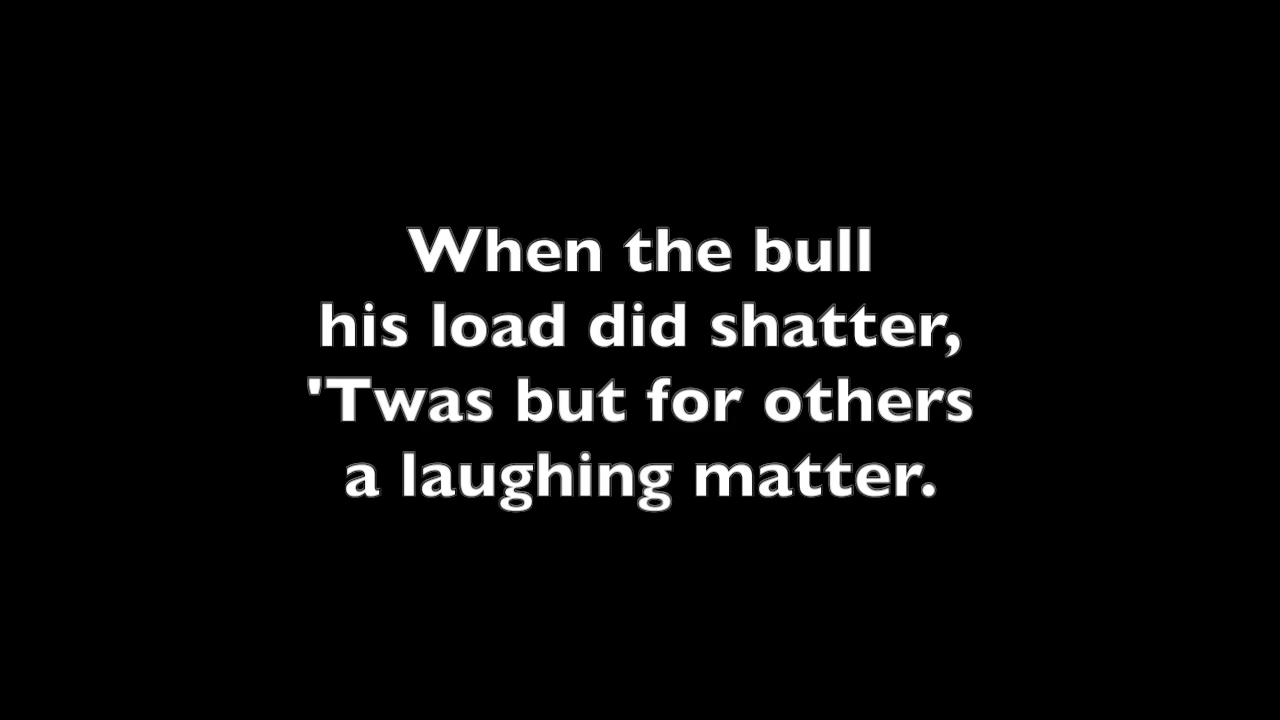 When the bull
his load did shatter,
'Twas but for others
a laughing matter.